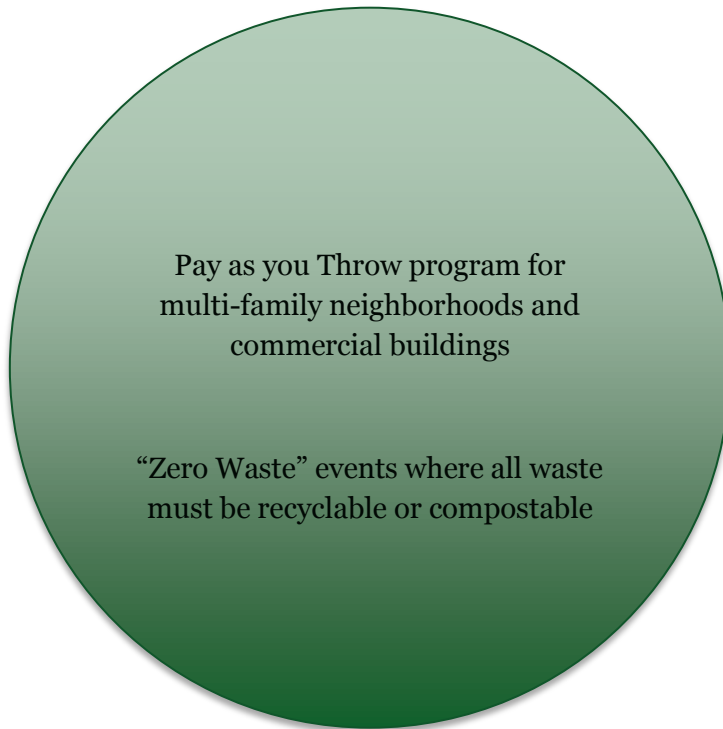 Pay as you Throw program for
multi-family neighborhoods and
commercial buildings
“Zero Waste” events where all waste
must be recyclable or compostable